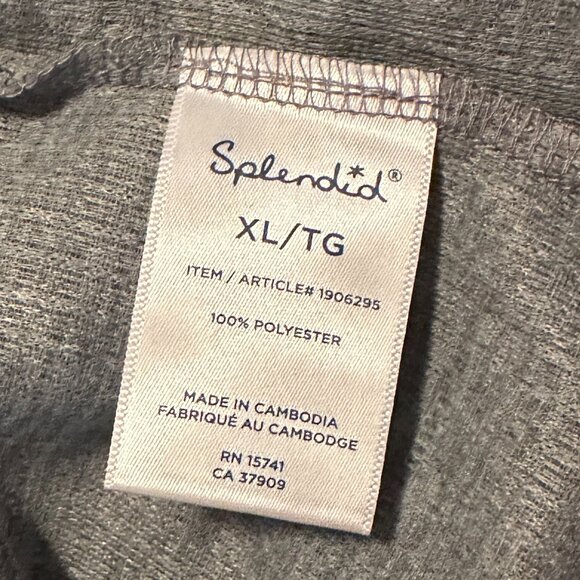 Splendid®
XL/TG
ITEM / ARTICLE# 1906295
100% POLYESTER
MADE IN CAMBODIA
FABRIQUÉ AU CAMBODGE
RN 15741
CA 37909